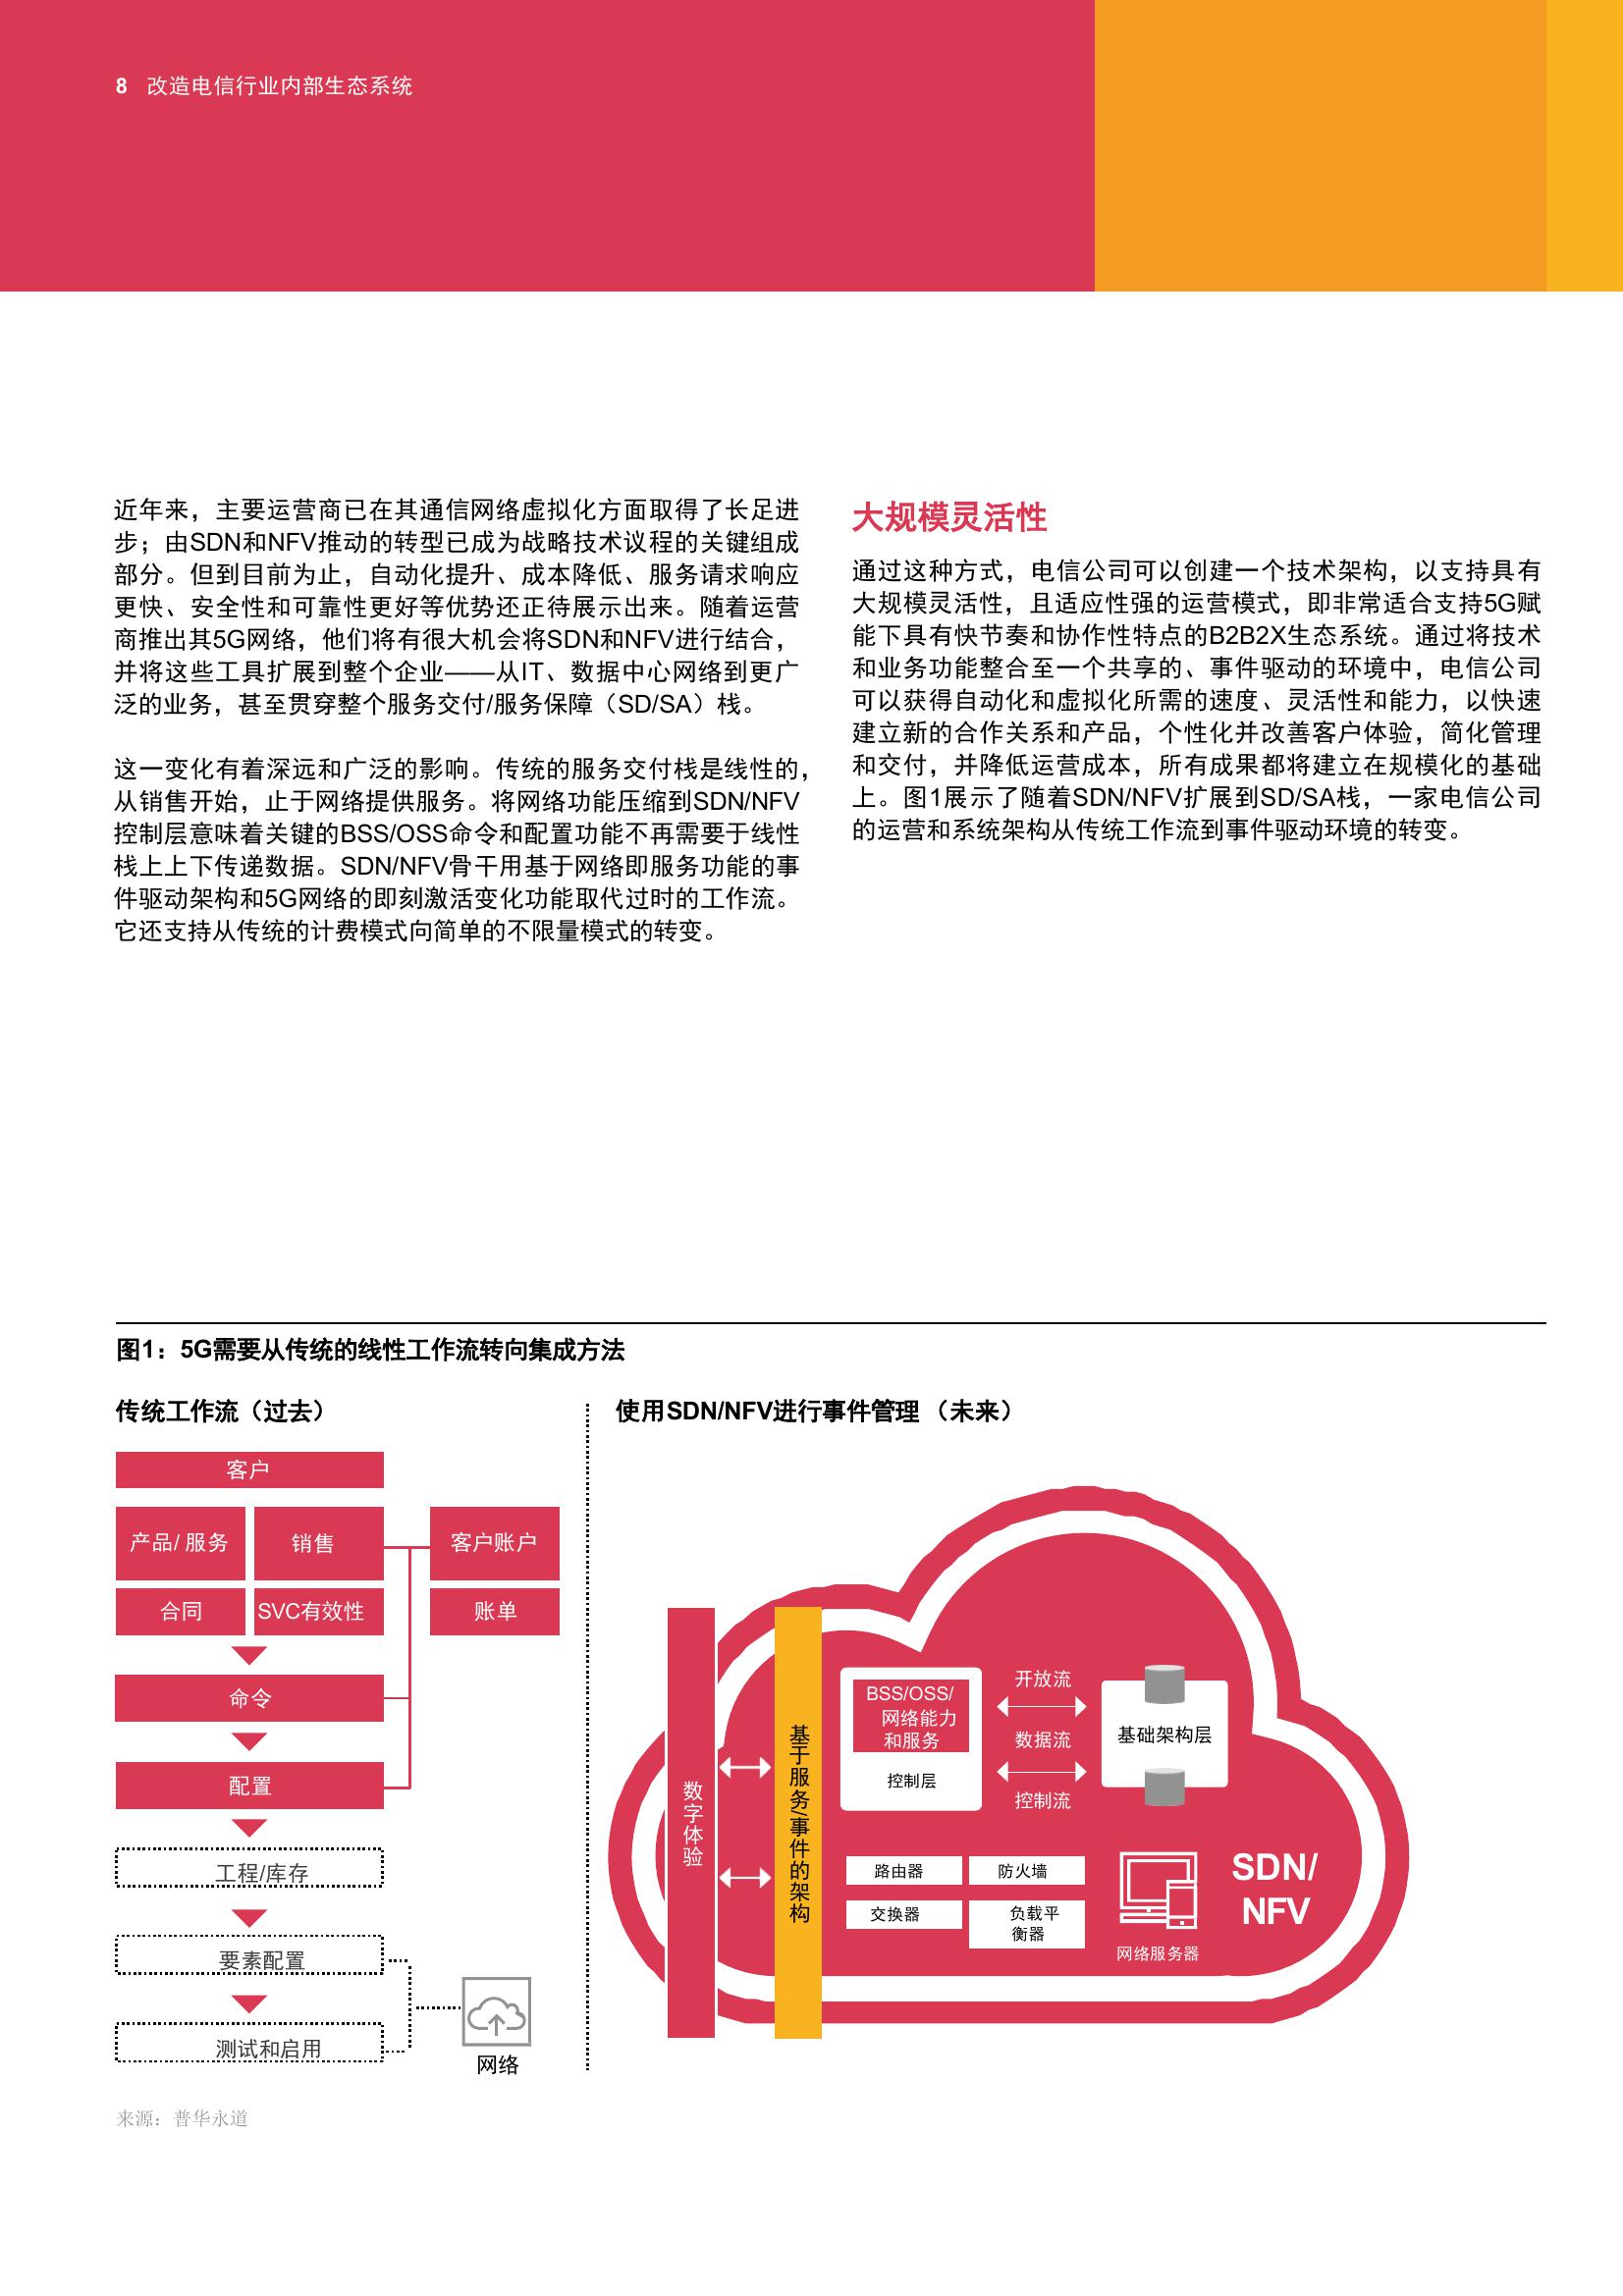 8 改造电信行业内部生态系统
近年来，主要运营商已在其通信网络虚拟化方面取得了长足进
步；由SDN和NFV推动的转型已成为战略技术议程的关键组成
部分。但到目前为止，自动化提升、成本降低、服务请求响应
更快、安全性和可靠性更好等优势还正待展示出来。随着运营
商推出其5G网络，他们将有很大机会将SDN和NFV进行结合，
并将这些工具扩展到整个企业——从IT、数据中心网络到更广
泛的业务，甚至贯穿整个服务交付/服务保障（SD/SA）栈。
这一变化有着深远和广泛的影响。传统的服务交付栈是线性的，
从销售开始，止于网络提供服务。将网络功能压缩到SDN/NFV
控制层意味着关键的BSS/OSS命令和配置功能不再需要于线性
栈上上下传递数据。SDN/NFV骨干用基于网络即服务功能的事
件驱动架构和5G网络的即刻激活变化功能取代过时的工作流。
它还支持从传统的计费模式向简单的不限量模式的转变。
大规模灵活性
通过这种方式，电信公司可以创建一个技术架构，以支持具有
大规模灵活性，且适应性强的运营模式，即非常适合支持5G赋
能下具有快节奏和协作性特点的B2B2X生态系统。通过将技术
和业务功能整合至一个共享的、事件驱动的环境中，电信公司
可以获得自动化和虚拟化所需的速度、灵活性和能力，以快速
建立新的合作关系和产品，个性化并改善客户体验，简化管理
和交付，并降低运营成本，所有成果都将建立在规模化的基础
上。图1展示了随着SDN/NFV扩展到SD/SA栈，一家电信公司
的运营和系统架构从传统工作流到事件驱动环境的转变。
图1：5G需要从传统的线性工作流转向集成方法
传统工作流（过去）
客户
产品/ 服务
销售
客户账户
合同
SVC有效性
账单
命令
配置
工程/库存
要素配置
测试和启用
网络
使用SDN/NFV进行事件管理 （未来）
数字体验
基于服务/事件的架构
BSS/OSS/
网络能力
和服务
控制层
开放流
数据流
控制流
基础架构层
路由器
防火墙
交换器
负载平
衡器
网络服务器
SDN/
NFV
来源：普华永道